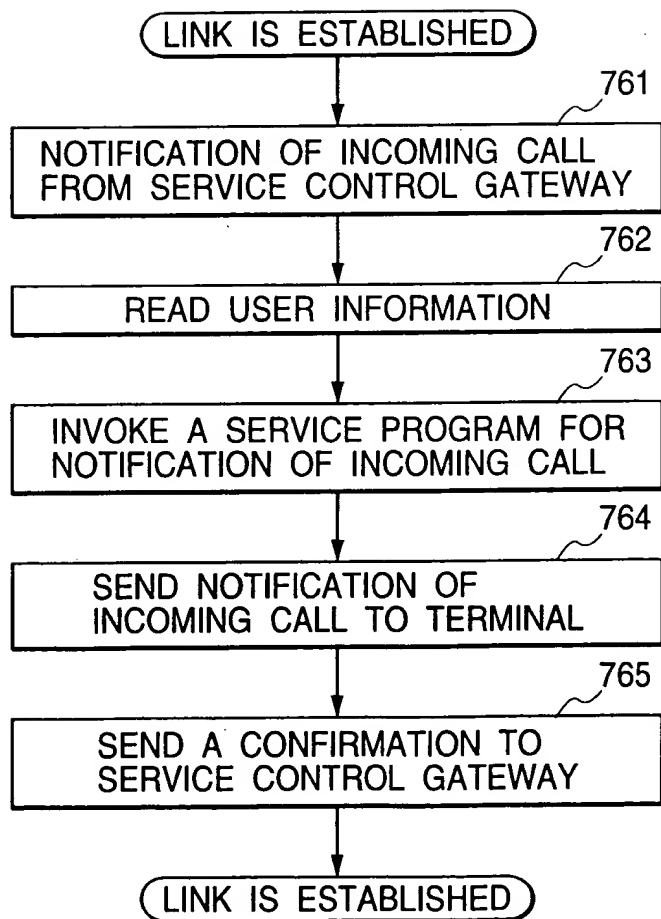 LINK IS ESTABLISHED
761
NOTIFICATION OF INCOMING CALL
FROM SERVICE CONTROL GATEWAY
762
READ USER INFORMATION
763
INVOKE A SERVICE PROGRAM FOR
NOTIFICATION OF INCOMING CALL
764
SEND NOTIFICATION OF
INCOMING CALL TO TERMINAL
765
SEND A CONFIRMATION TO
SERVICE CONTROL GATEWAY
LINK IS ESTABLISHED